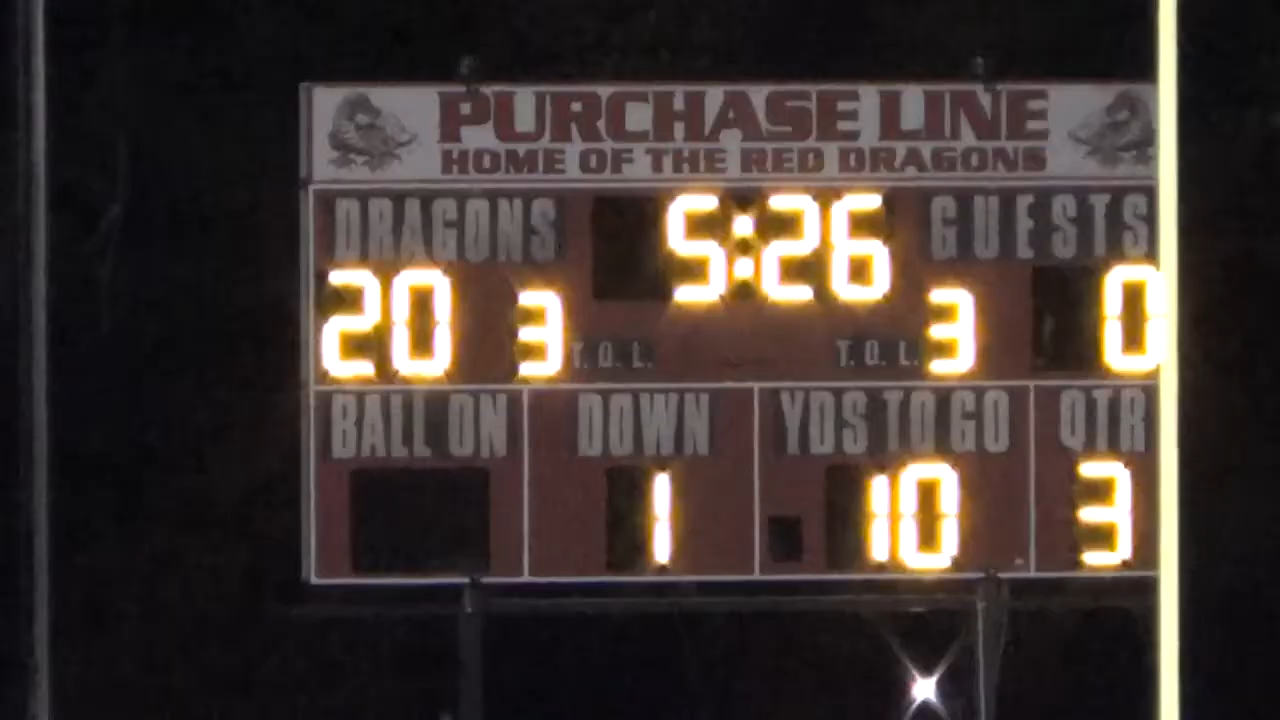 PURCHASE LINE
HOME OF THE RED DRAGONS
DRAGONS 5:26 GUESTS
20 3 T.O.L. T.O.L. 3 0
BALL ON DOWN YDS TO GO QTR
1 10 3